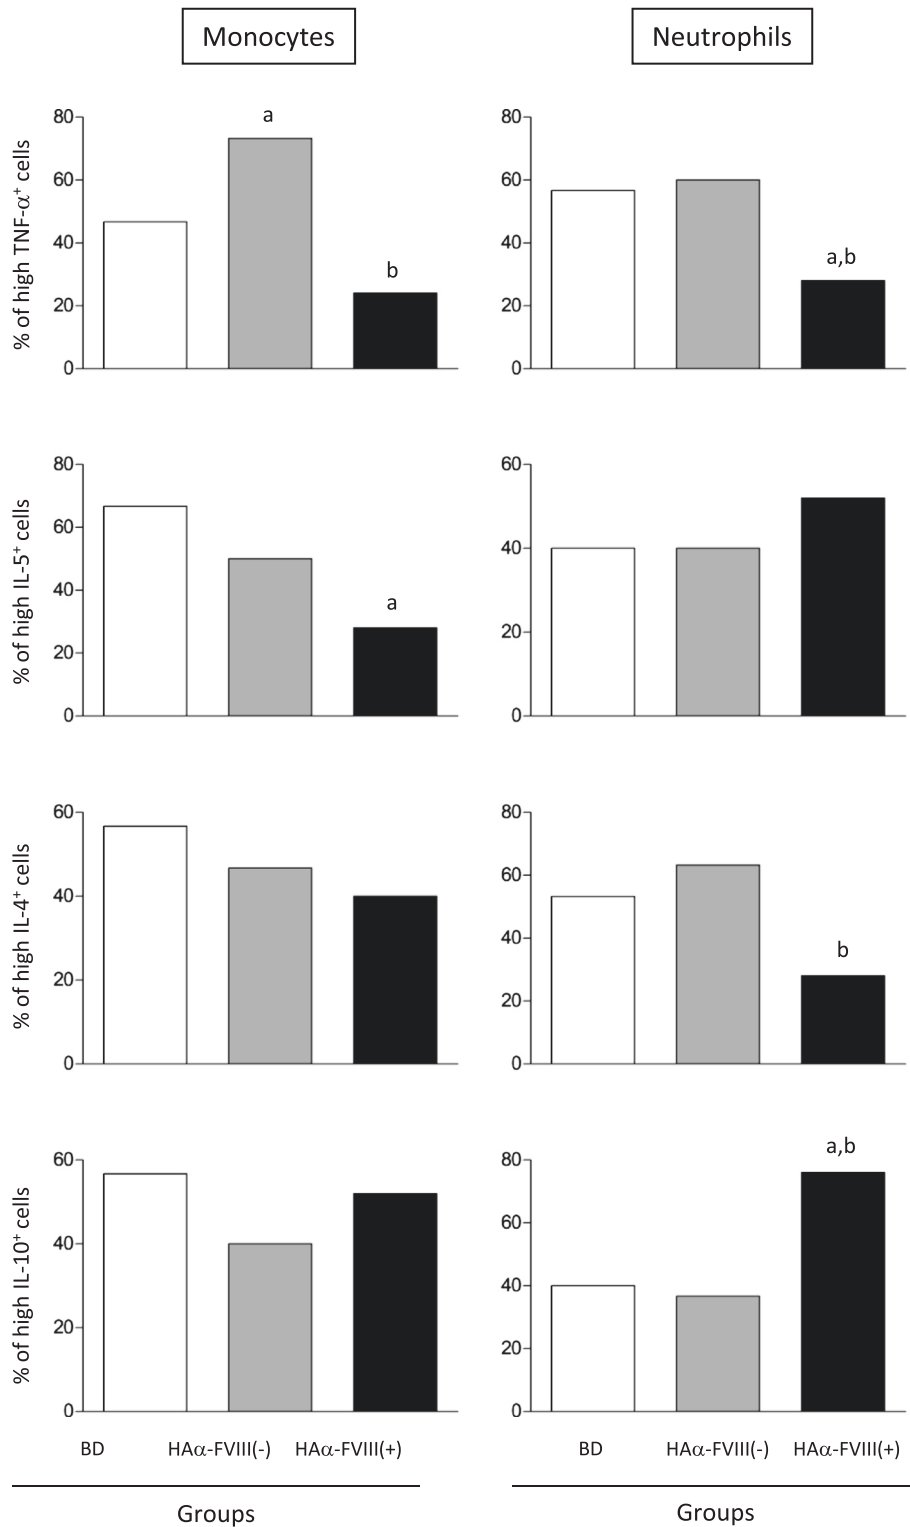 Monocytes
Neutrophils
% of high TNF-α⁺ cells
80
60
40
20
0
a
b
80
60
40
20
0
a,b
% of high IL-5⁺ cells
80
60
40
20
0
a
60
40
20
0
% of high IL-4⁺ cells
60
40
20
0
80
60
40
20
0
b
% of high IL-10⁺ cells
60
40
20
0
80
60
40
20
0
a,b
BD HAα-FVIII(-) HAα-FVIII(+)
BD HAα-FVIII(-) HAα-FVIII(+)
Groups
Groups